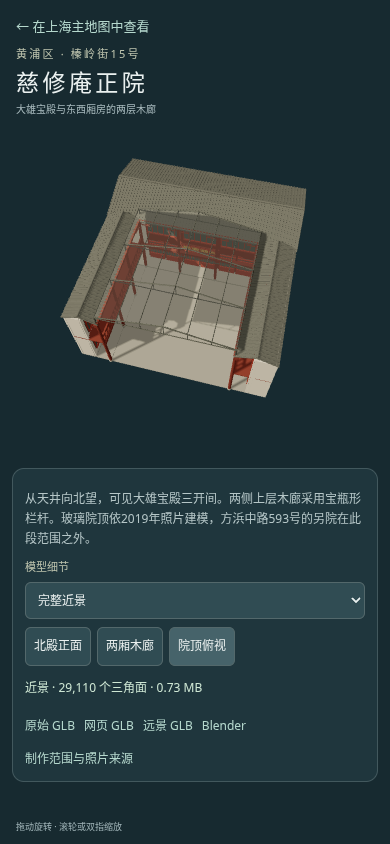 ← 在上海主地图中查看
黄浦区 · 榛岭街15号
慈修庵正院
大雄宝殿与东西厢房的两层木廊
从天井向北望，可见大雄宝殿三开间。两侧上层木廊采用宝瓶形
栏杆。玻璃院顶依2019年照片建模，方浜中路593号的另院在此
段范围之外。
模型细节
完整近景
北殿正面 两厢木廊 院顶俯视
近景 · 29,110 个三角面 · 0.73 MB
原始 GLB 网页 GLB 远景 GLB Blender
制作范围与照片来源
拖动旋转 · 滚轮或双指缩放